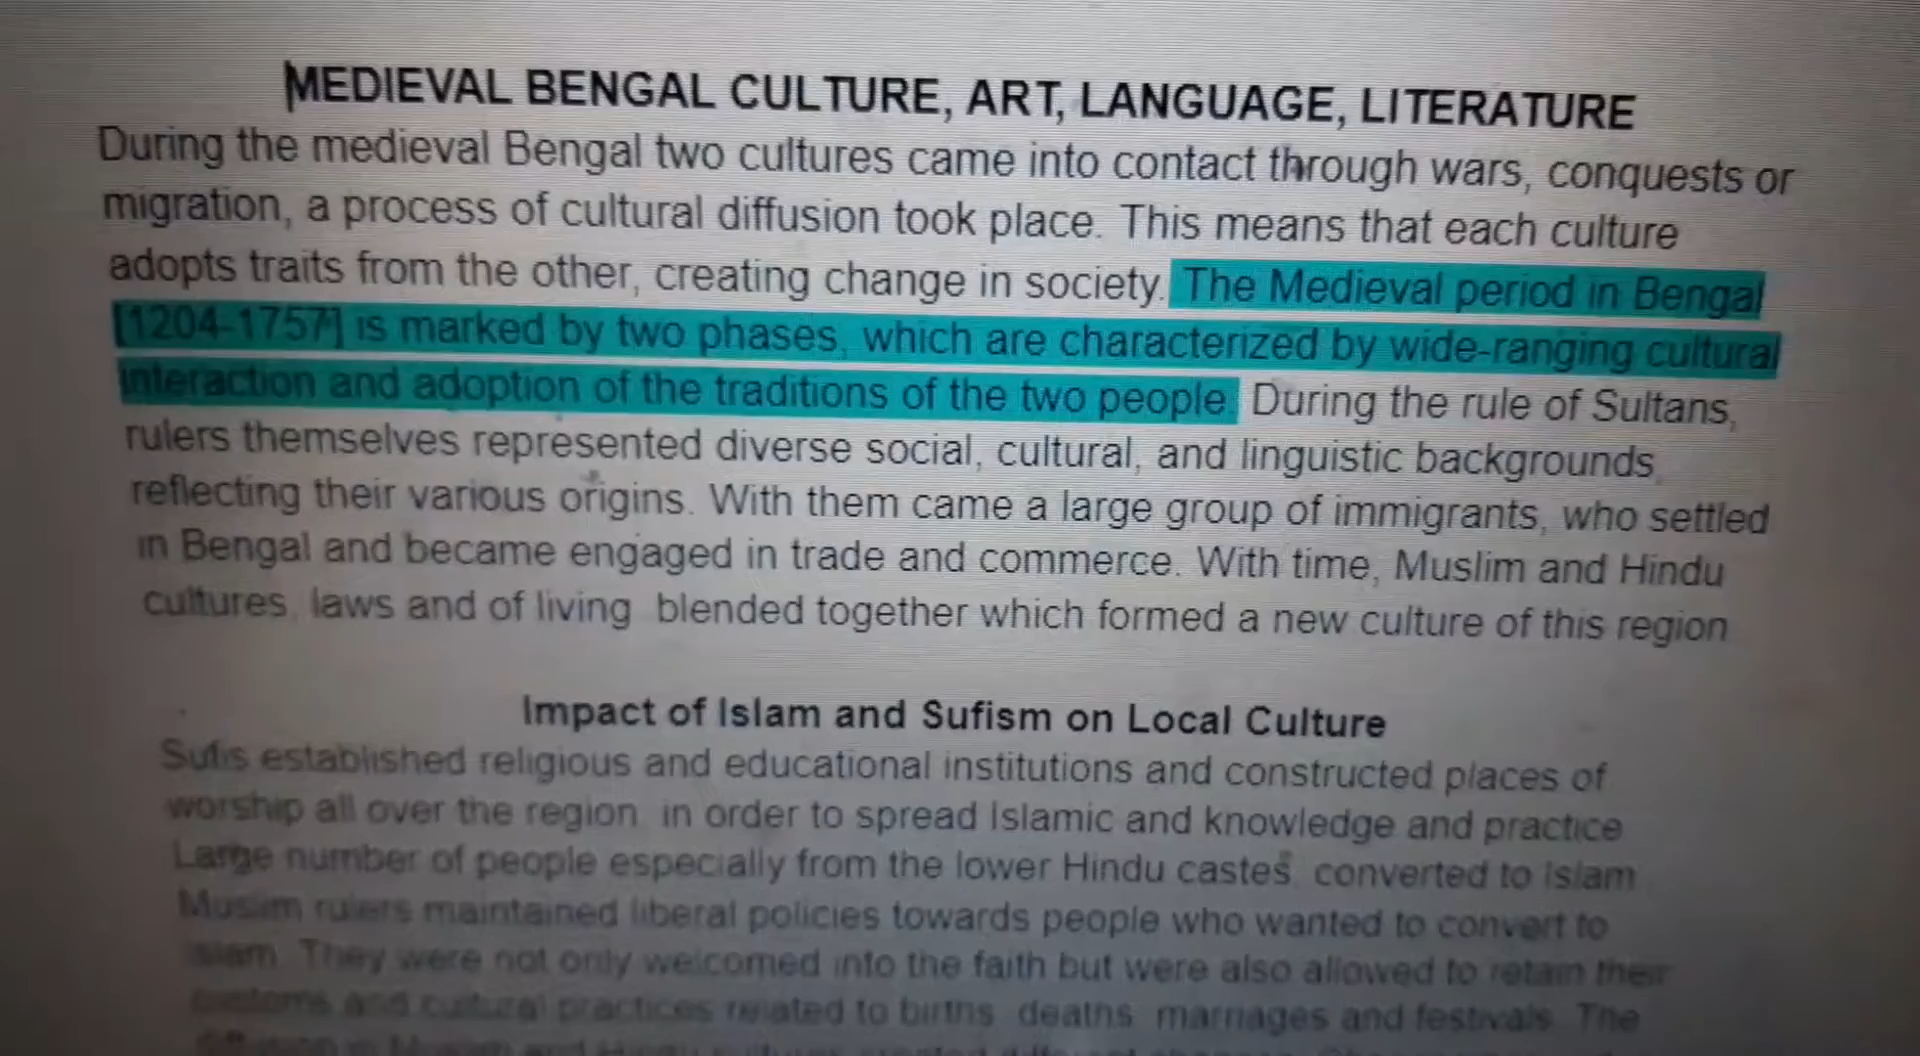 MEDIEVAL BENGAL CULTURE, ART, LANGUAGE, LITERATURE
During the medieval Bengal two cultures came into contact through wars, conquests or
migration, a process of cultural diffusion took place. This means that each culture
adopts traits from the other, creating change in society. The Medieval period in Bengal
[1204-1757] is marked by two phases, which are characterized by wide-ranging cultural
interaction and adoption of the traditions of the two people. During the rule of Sultans,
rulers themselves represented diverse social, cultural, and linguistic backgrounds,
reflecting their various origins. With them came a large group of immigrants, who settled
in Bengal and became engaged in trade and commerce. With time, Muslim and Hindu
cultures, laws and of living blended together which formed a new culture of this region
Impact of Islam and Sufism on Local Culture
Sufis established religious and educational institutions and constructed places of
worship all over the region in order to spread Islamic and knowledge and practice
Large number of people especially from the lower Hindu castes converted to Islam
Muslim rulers maintained liberal policies towards people who wanted to convert to
Islam. They were not only welcomed into the faith but were also allowed to retain their
customs and cultural practices related to births deaths marriages and festivals. The